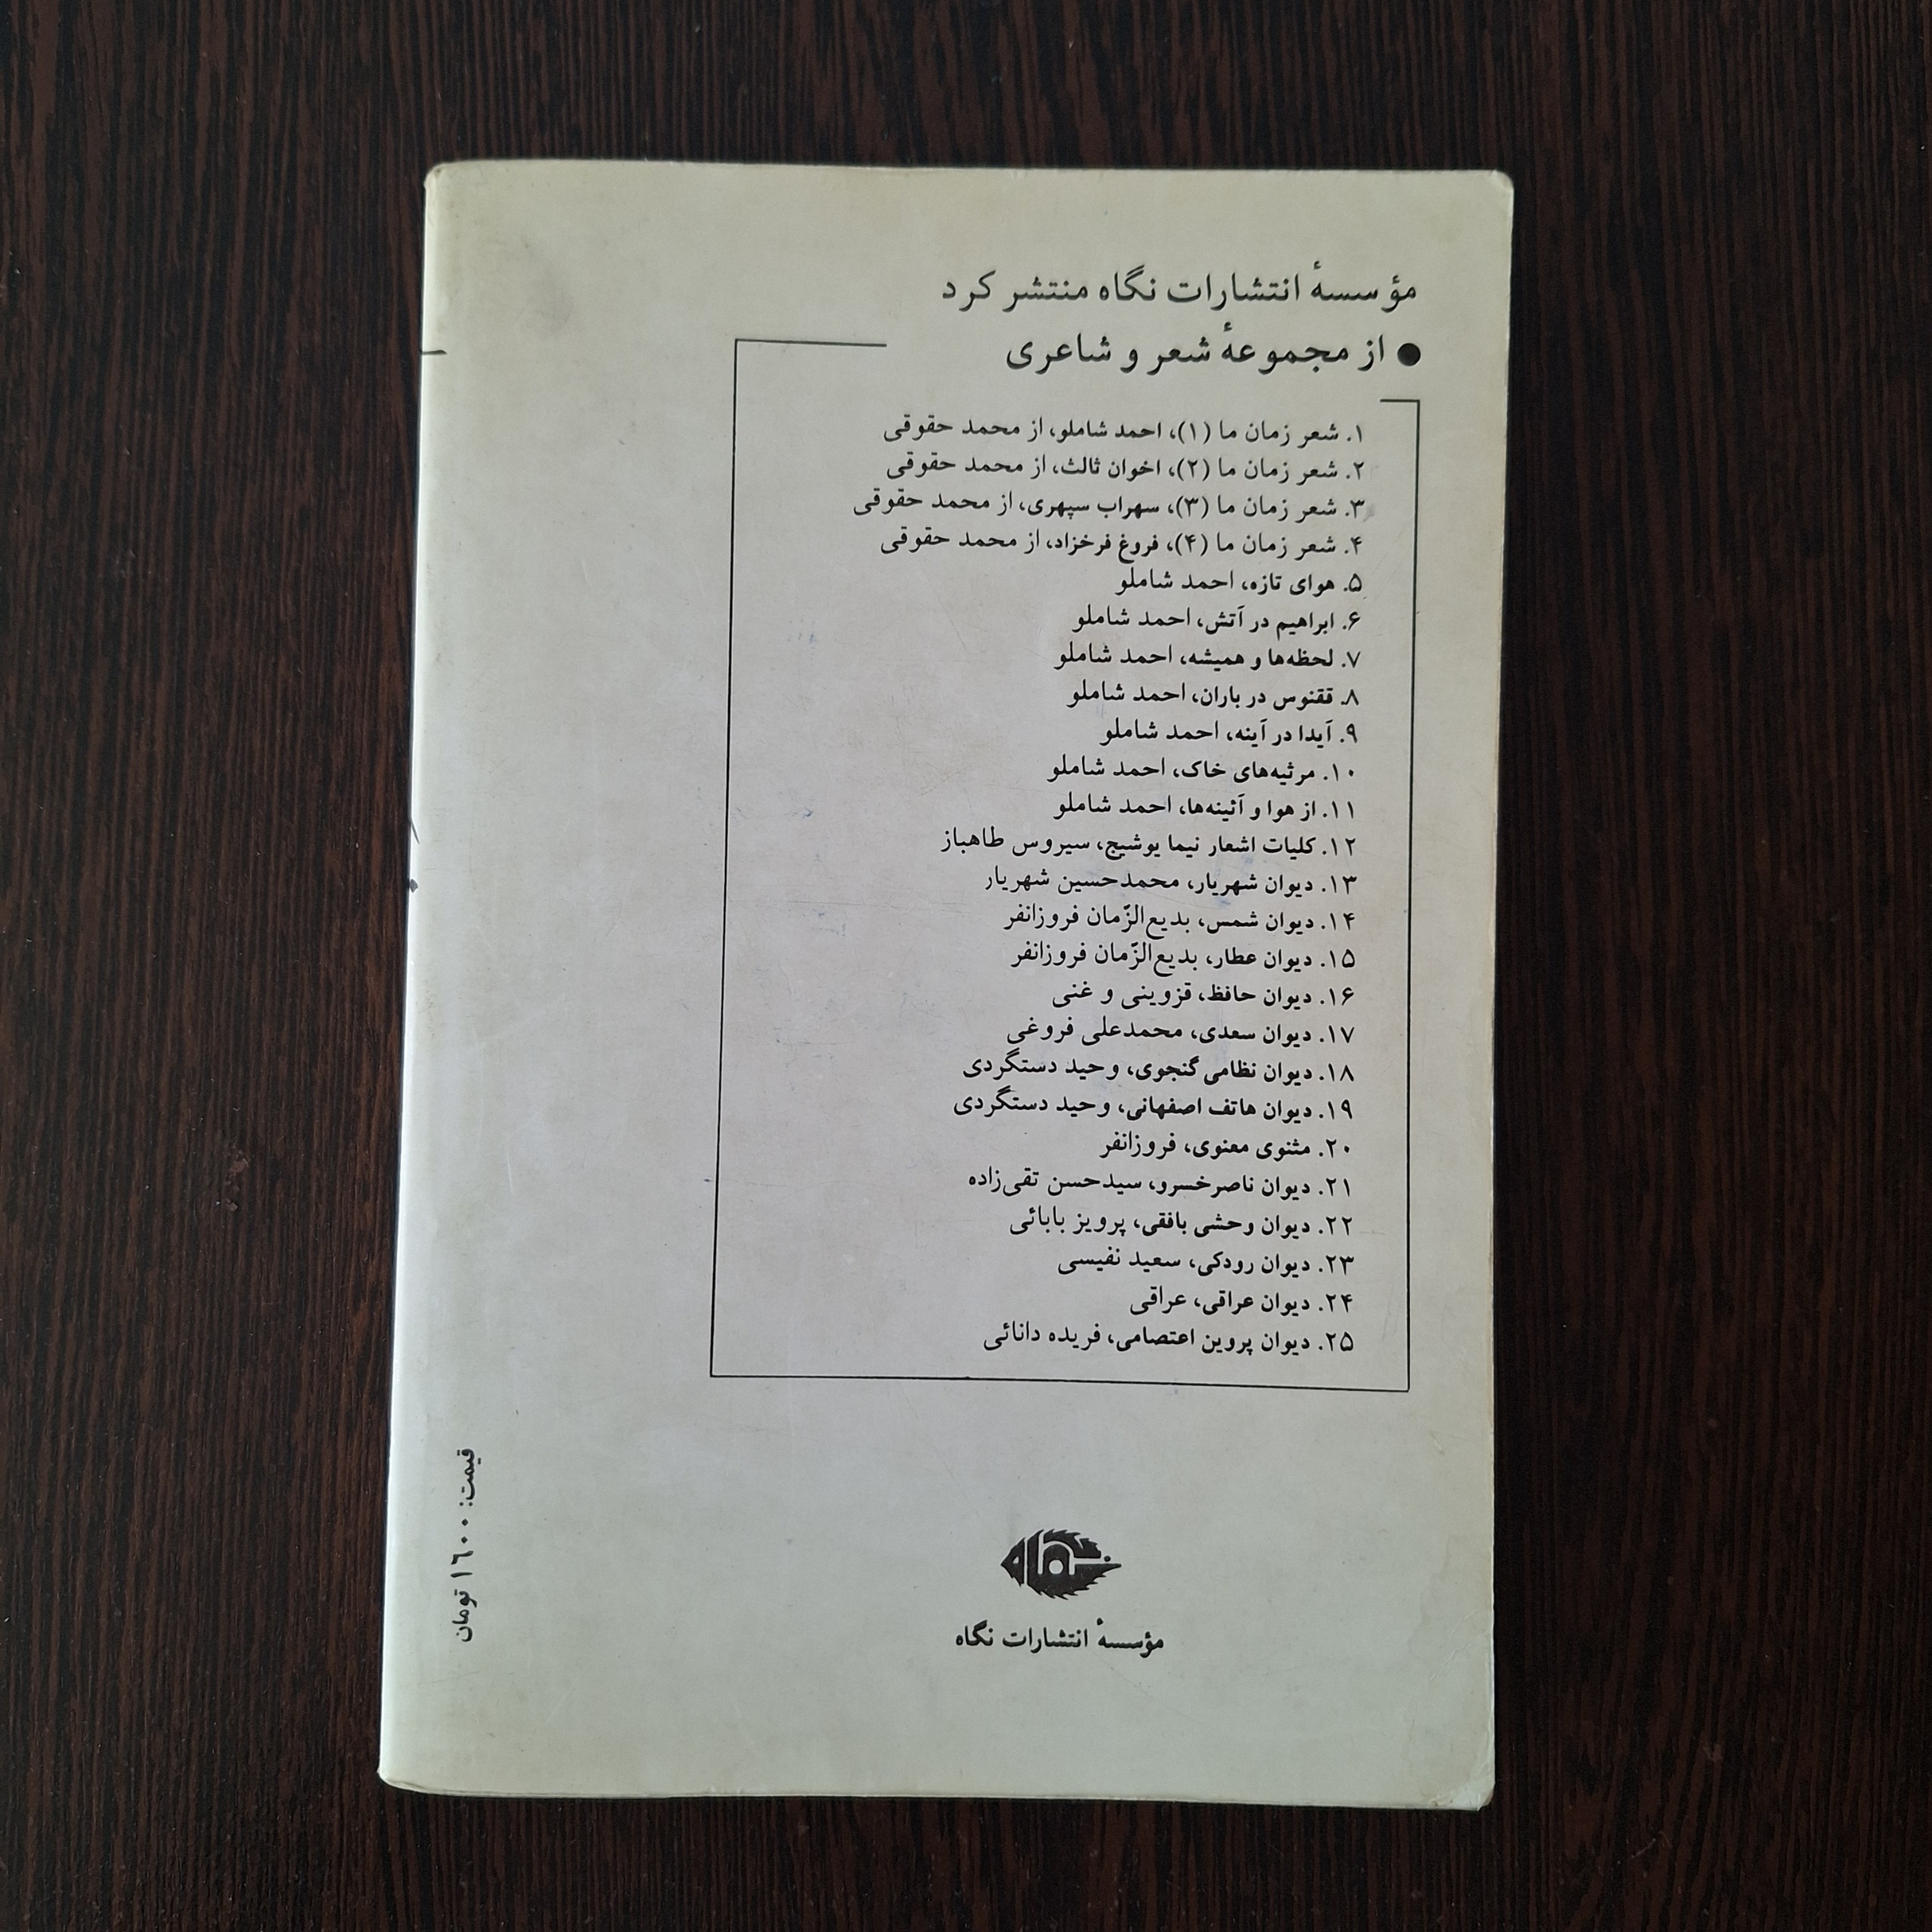 مؤسسهٔ انتشارات نگاه منتشر کرد
● از مجموعهٔ شعر و شاعری
۱. شعر زمان ما (۱)، احمد شاملو، از محمد حقوقی
۲. شعر زمان ما (۲)، اخوان ثالث، از محمد حقوقی
۳. شعر زمان ما (۳)، سهراب سپهری، از محمد حقوقی
۴. شعر زمان ما (۴)، فروغ فرخزاد، از محمد حقوقی
۵. هوای تازه، احمد شاملو
۶. ابراهیم در آتش، احمد شاملو
۷. لحظه‌ها و همیشه، احمد شاملو
۸. ققنوس در باران، احمد شاملو
۹. آیدا در آینه، احمد شاملو
۱۰. مرثیه‌های خاک، احمد شاملو
۱۱. از هوا و آئینه‌ها، احمد شاملو
۱۲. کلیات اشعار نیما یوشیج، سیروس طاهباز
۱۳. دیوان شهریار، محمدحسین شهریار
۱۴. دیوان شمس، بدیع‌الزّمان فروزانفر
۱۵. دیوان عطار، بدیع‌الزّمان فروزانفر
۱۶. دیوان حافظ، قزوینی و غنی
۱۷. دیوان سعدی، محمدعلی فروغی
۱۸. دیوان نظامی گنجوی، وحید دستگردی
۱۹. دیوان هاتف اصفهانی، وحید دستگردی
۲۰. مثنوی معنوی، فروزانفر
۲۱. دیوان ناصرخسرو، سیدحسن تقی‌زاده
۲۲. دیوان وحشی بافقی، پرویز بابائی
۲۳. دیوان رودکی، سعید نفیسی
۲۴. دیوان عراقی، عراقی
۲۵. دیوان پروین اعتصامی، فریده دانائی
نگاه
مؤسسهٔ انتشارات نگاه
قیمت: ۱۶۰۰ تومان